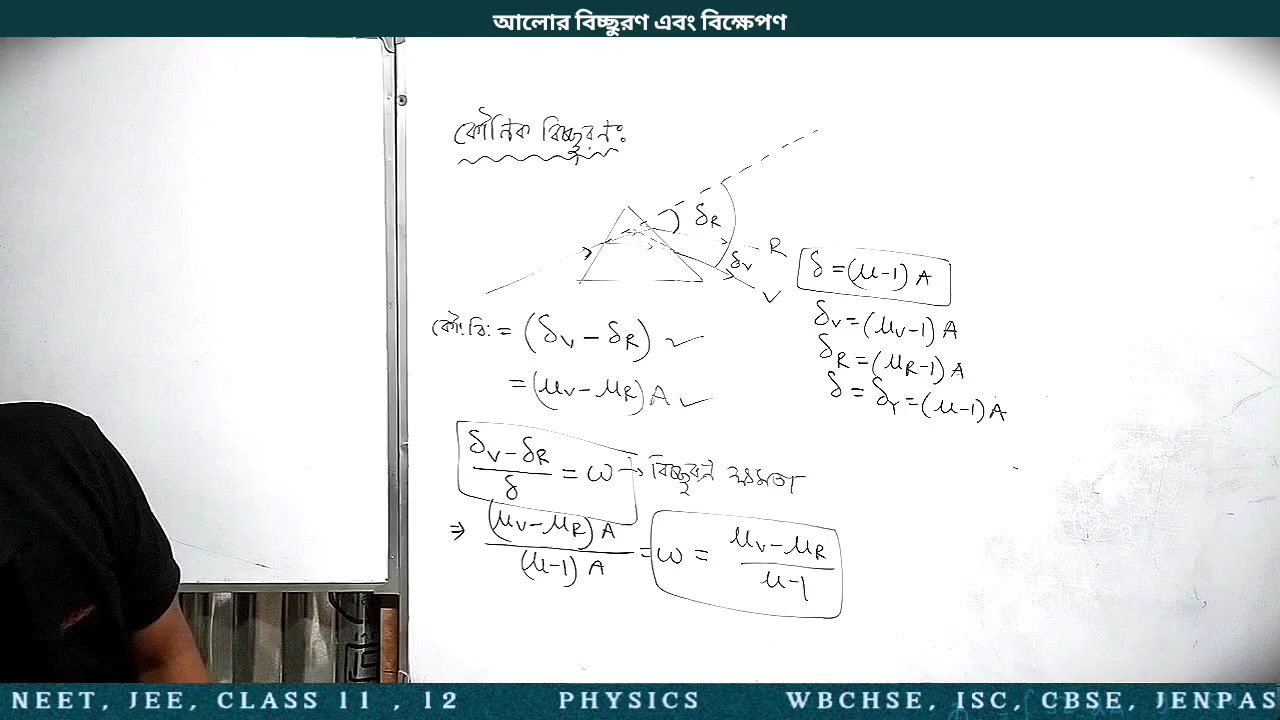 আলোর বিচ্ছুরণ এবং বিক্ষেপণ
কৌনিক বিচ্ছুরনঃ
δR
R
δv
V
δ = (μ-1) A
δv = (μv-1) A
δR = (μR-1) A
δ = δY = (μ-1) A
কৌ. বি: = (δv - δR) ✓
= (μv - μR) A ✓
δv - δR / δ = ω → বিচ্ছুরন ক্ষমতা
⇒ (μv - μR) A / (μ-1) A = ω = μv - μR / μ-1
NEET, JEE, CLASS 11 , 12 PHYSICS WBCHSE, ISC, CBSE, JENPAS